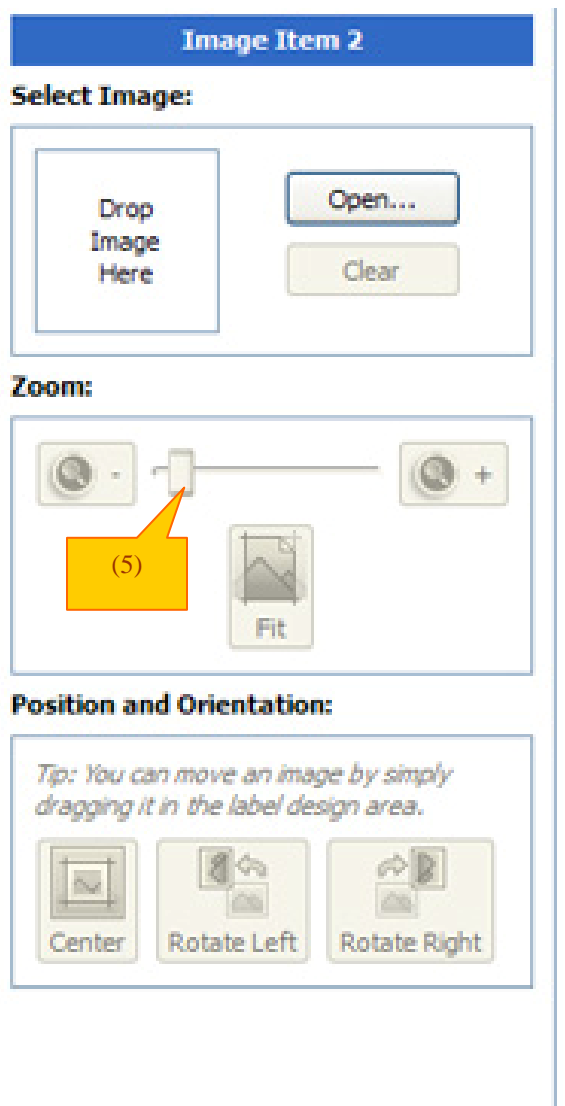 Image Item 2
Select Image:
Drop
Image
Here
Open...
Clear
Zoom:
-
+
(5)
Fit
Position and Orientation:
Tip: You can move an image by simply
dragging it in the label design area.
Center
Rotate Left
Rotate Right